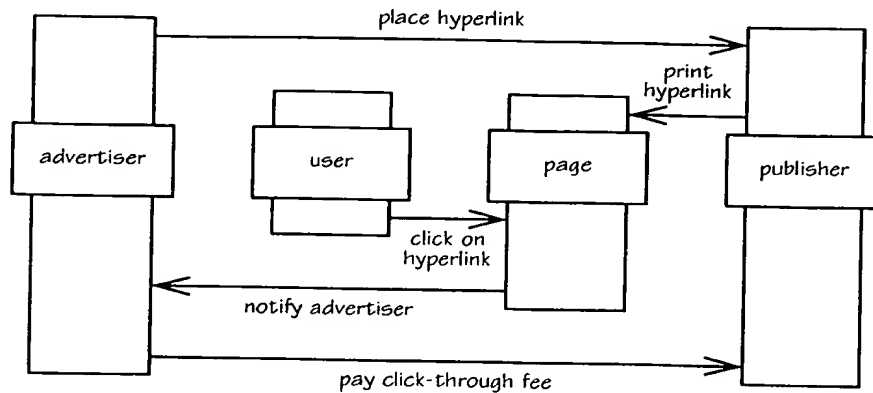 place hyperlink
print
hyperlink
advertiser
user
page
publisher
click on
hyperlink
notify advertiser
pay click-through fee